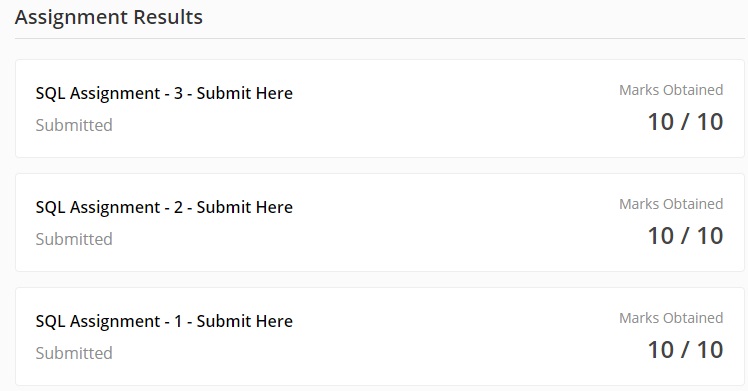 Assignment Results
SQL Assignment - 3 - Submit Here
Marks Obtained
Submitted
10 / 10
SQL Assignment - 2 - Submit Here
Marks Obtained
Submitted
10 / 10
SQL Assignment - 1 - Submit Here
Marks Obtained
Submitted
10 / 10